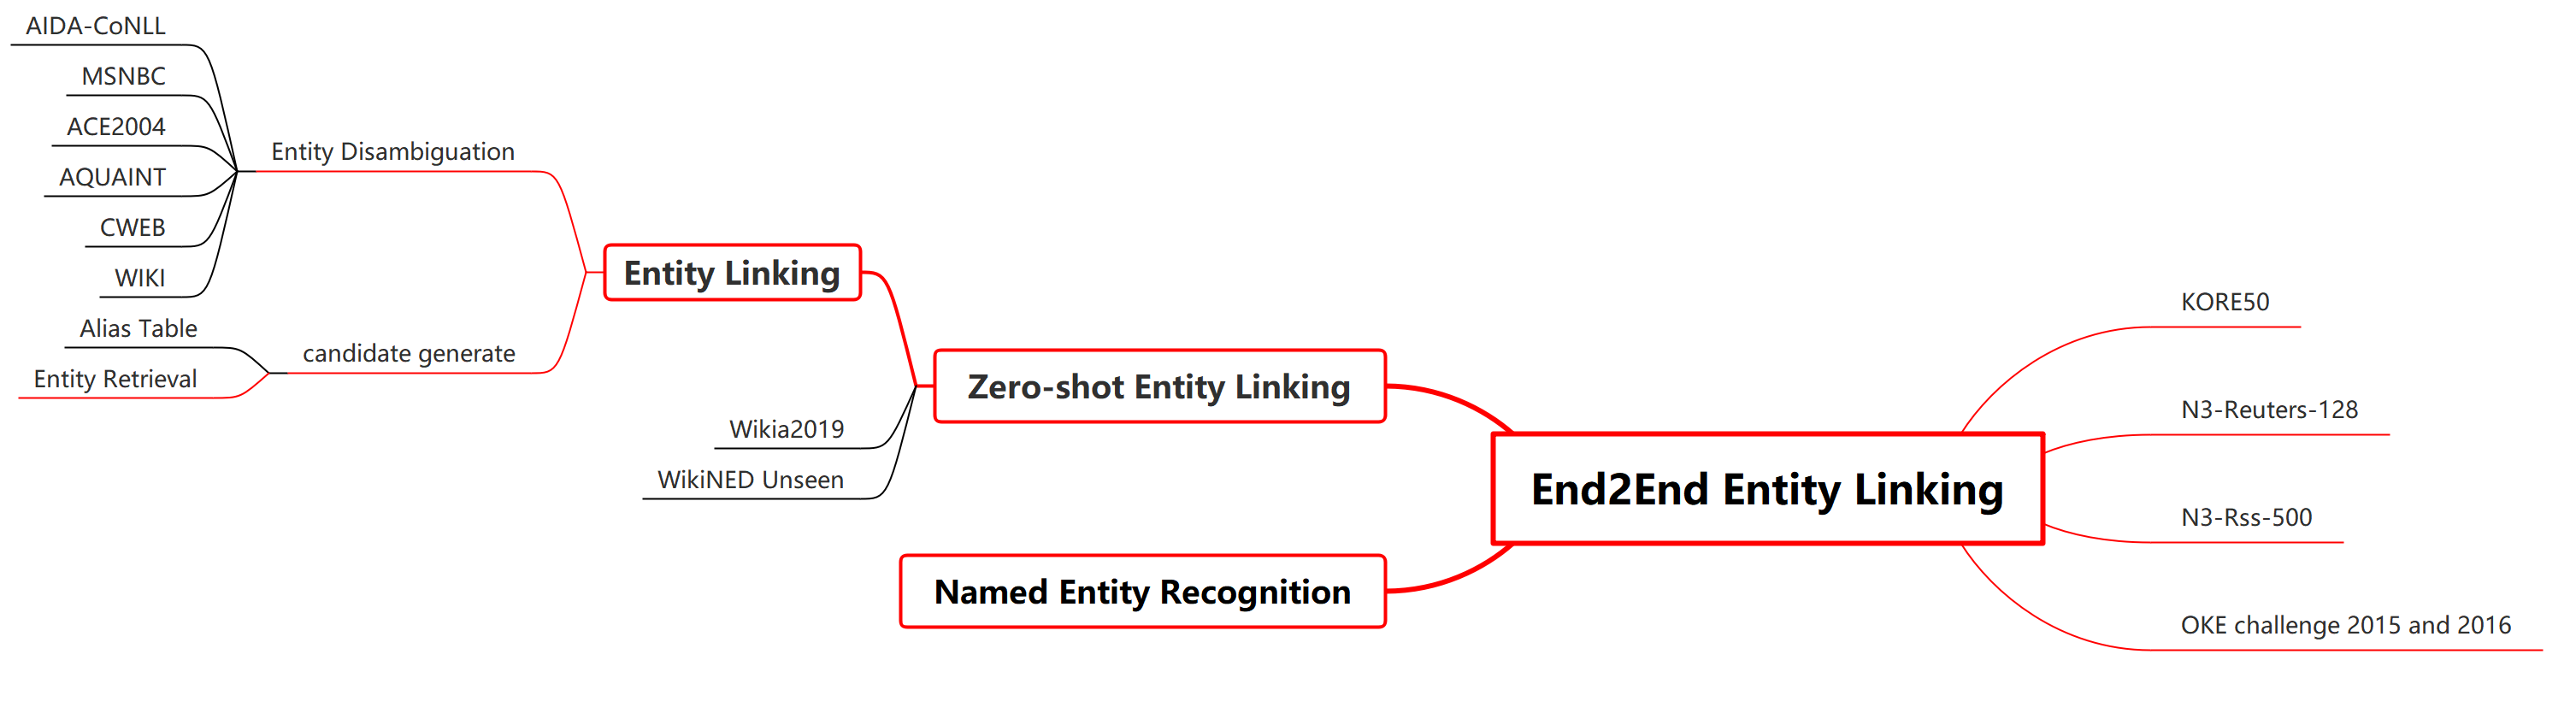 AIDA-CoNLL
MSNBC
ACE2004
AQUAINT
CWEB
WIKI
Entity Disambiguation
Alias Table
Entity Retrieval
candidate generate
Entity Linking
Wikia2019
WikiNED Unseen
Zero-shot Entity Linking
Named Entity Recognition
End2End Entity Linking
KORE50
N3-Reuters-128
N3-Rss-500
OKE challenge 2015 and 2016